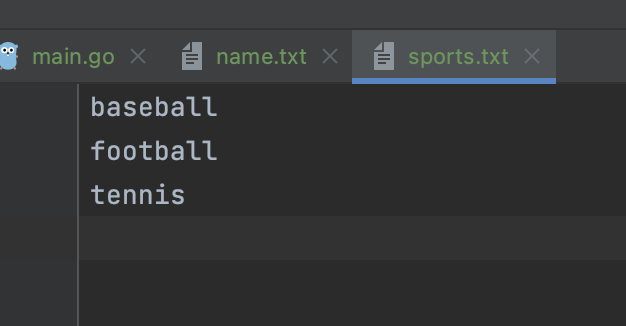 main.go name.txt sports.txt
baseball
football
tennis